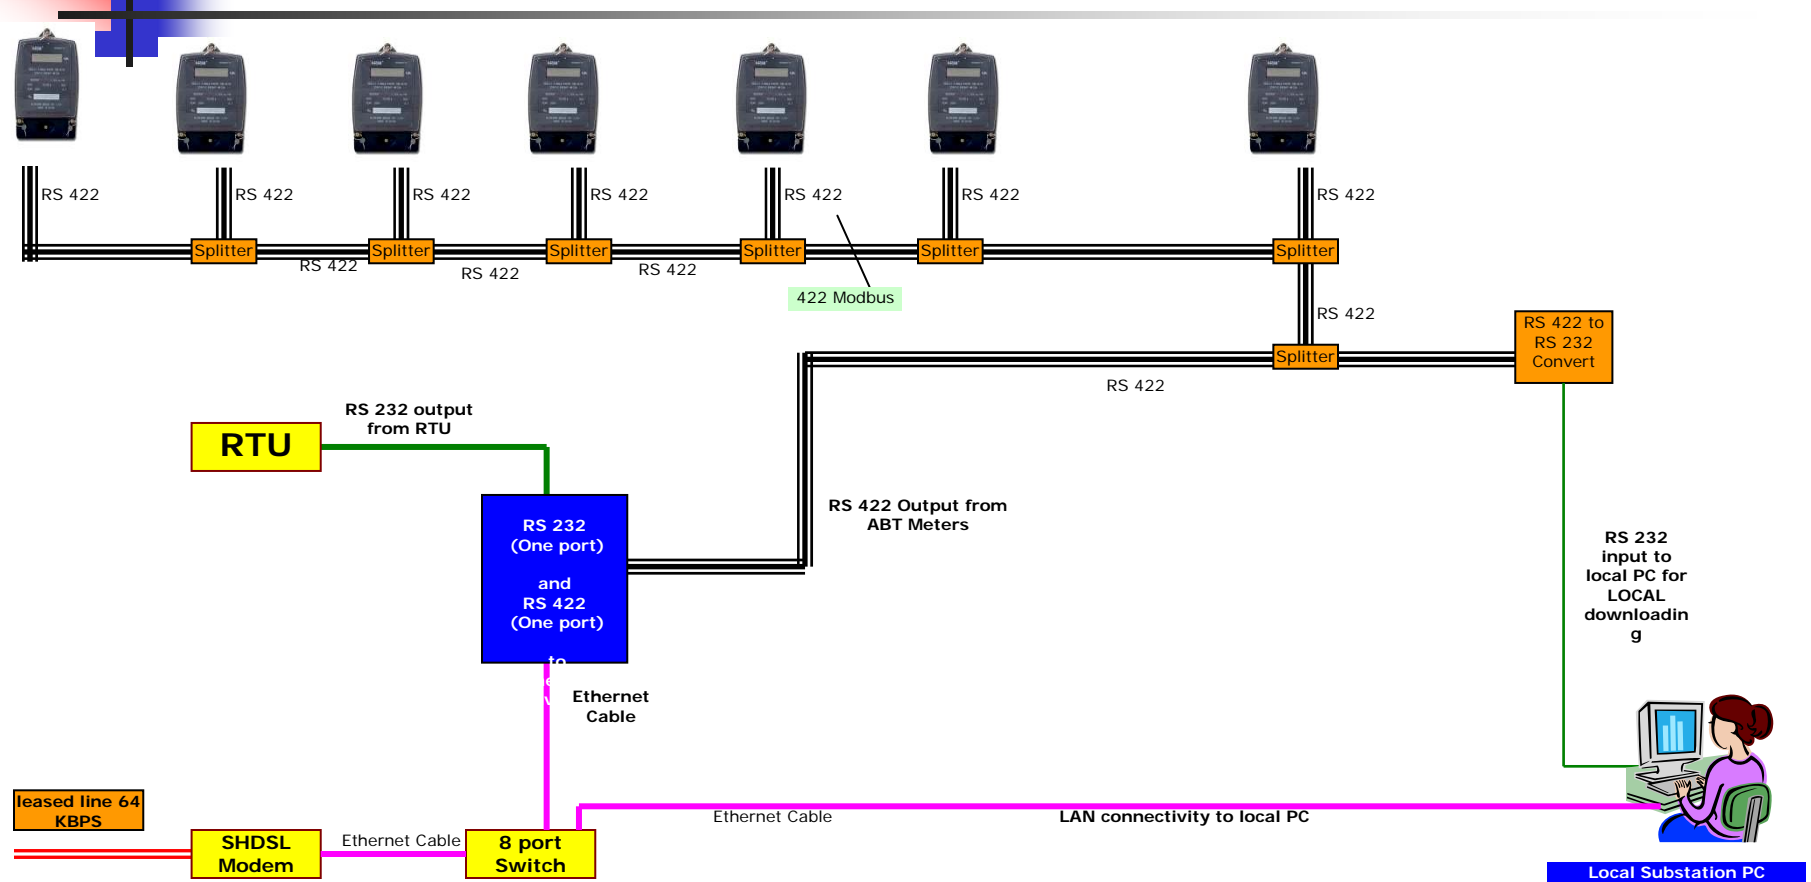 RS 422
RS 422
RS 422
RS 422
RS 422
RS 422
RS 422
Splitter
Splitter
Splitter
Splitter
Splitter
Splitter
RS 422
RS 422
RS 422
422 Modbus
RS 422
RS 422 to
RS 232
Convert
Splitter
RS 422
RS 232 output
from RTU
RTU
RS 422 Output from
ABT Meters
RS 232
(One port)
and
RS 422
(One port)
to
RS 232
input to
local PC for
LOCAL
downloadin
g
Ethernet
Cable
leased line 64
KBPS
Ethernet Cable
LAN connectivity to local PC
SHDSL
Modem
Ethernet Cable
8 port
Switch
Local Substation PC